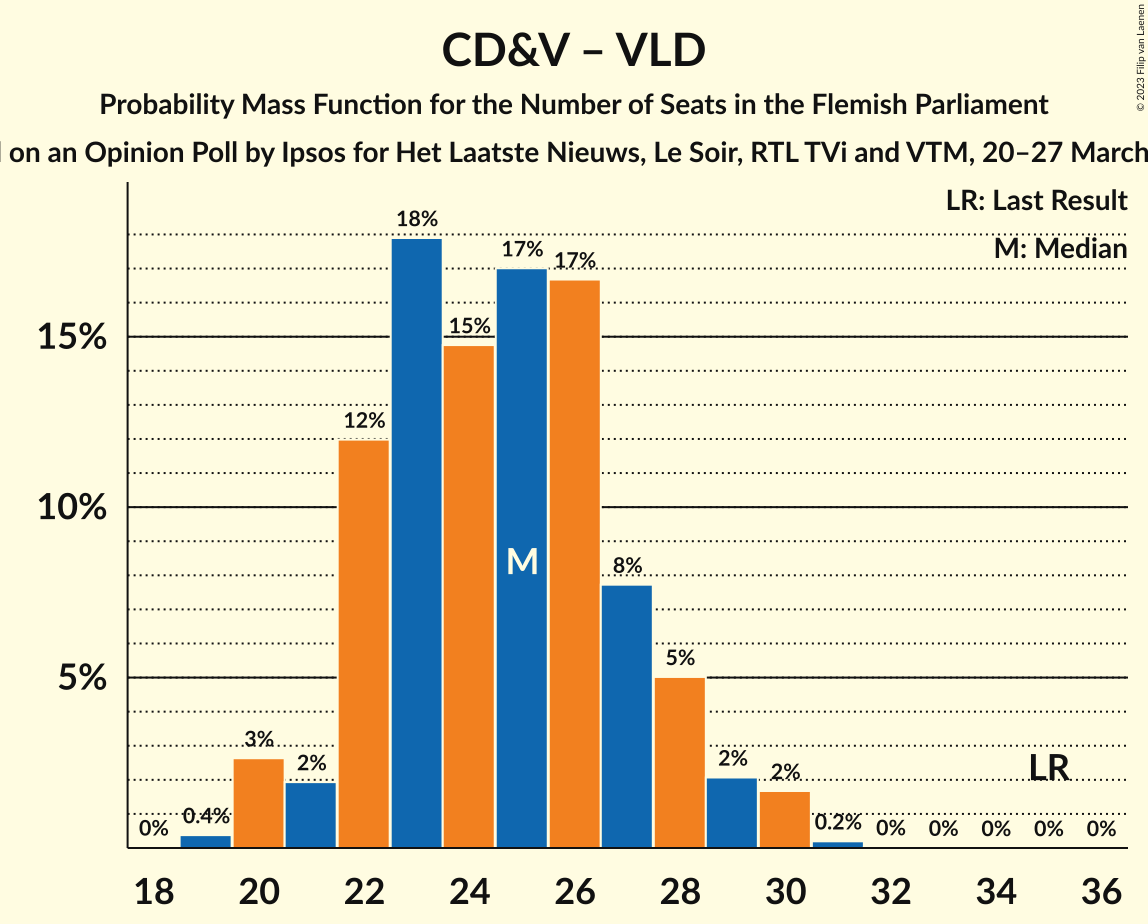 CD&V – VLD
Probability Mass Function for the Number of Seats in the Flemish Parliament
on an Opinion Poll by Ipsos for Het Laatste Nieuws, Le Soir, RTL TVi and VTM, 20–27 March
© 2023 Filip van Laenen
LR: Last Result
M: Median
18%
17%
17%
15%
15%
12%
10%
M
8%
5%
5%
3%
2%
2%
2%
LR
0%
0.4%
0.2%
0%
0%
0%
0%
0%
18 20 22 24 26 28 30 32 34 36